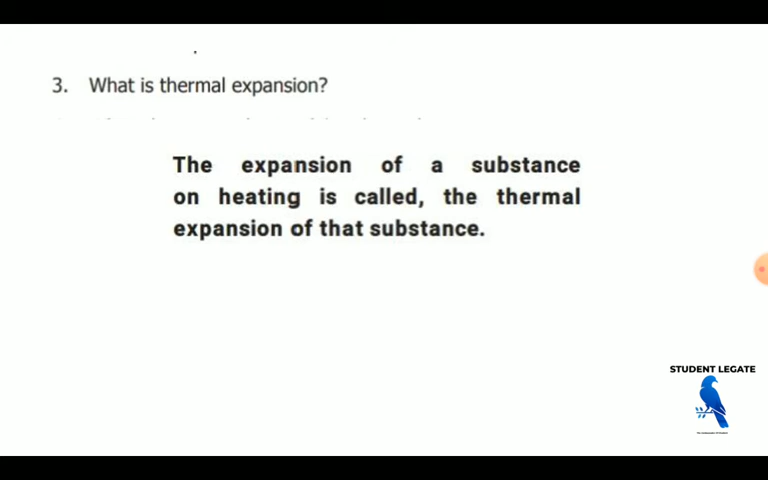 3. What is thermal expansion?
The expansion of a substance
on heating is called, the thermal
expansion of that substance.
STUDENT LEGATE